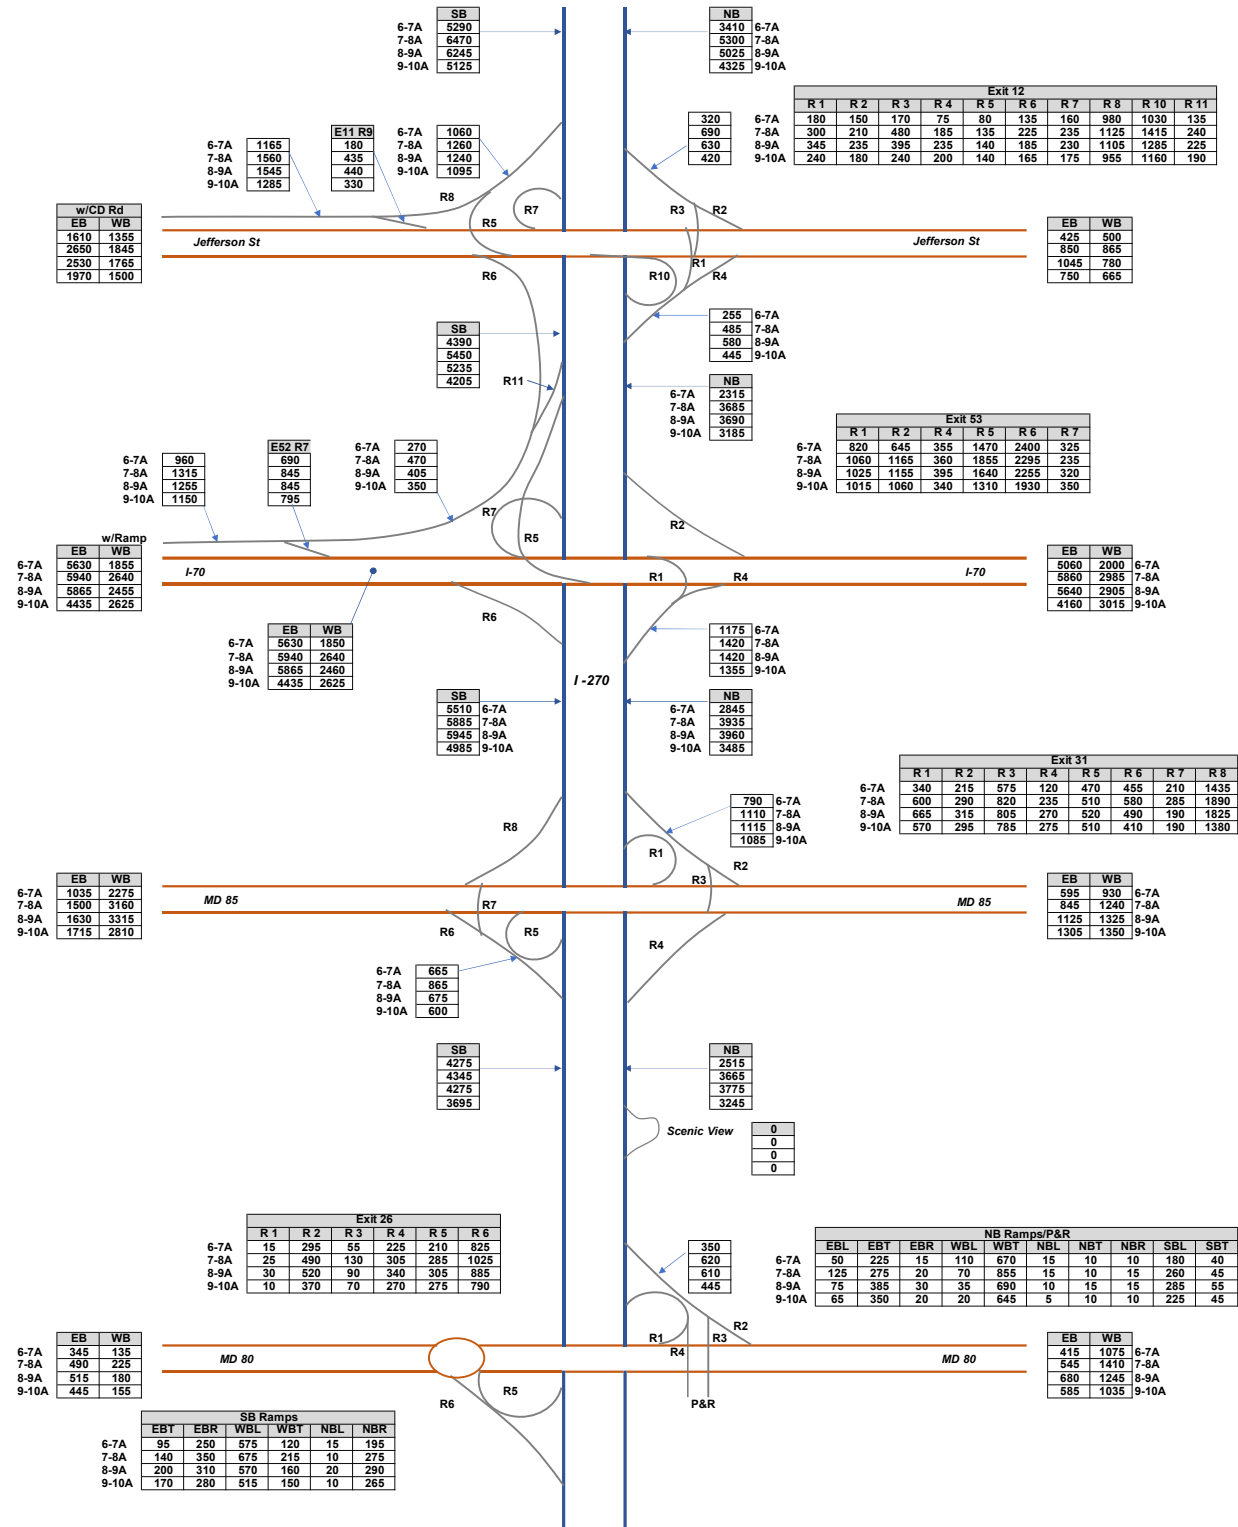 SB
6-7A 5290
7-8A 6470
8-9A 6245
9-10A 5125
NB
3410 6-7A
5300 7-8A
5025 8-9A
4325 9-10A
Exit 12
R 1 R 2 R 3 R 4 R 5 R 6 R 7 R 8 R 10 R 11
6-7A 180 150 170 75 80 135 160 980 1030 135
7-8A 300 210 480 185 135 225 235 1125 1415 240
8-9A 345 235 395 235 140 185 230 1105 1285 225
9-10A 240 180 240 200 140 165 175 955 1160 190
320
690
630
420
6-7A 1165
7-8A 1560
8-9A 1545
9-10A 1285
E11 R9
180
435
440
330
6-7A 1060
7-8A 1260
8-9A 1240
9-10A 1095
R8
R7
R5
R3
R2
w/CD Rd
EB WB
1610 1355
2650 1845
2530 1765
1970 1500
Jefferson St
Jefferson St
EB WB
425 500
850 865
1045 780
750 665
R6
R10
R1
R4
255 6-7A
485 7-8A
580 8-9A
445 9-10A
SB
4390
5450
5235
4205
R11
NB
6-7A 2315
7-8A 3685
8-9A 3690
9-10A 3185
Exit 53
R 1 R 2 R 4 R 5 R 6 R 7
6-7A 820 645 355 1470 2400 325
7-8A 1060 1165 360 1855 2295 235
8-9A 1025 1155 395 1640 2255 320
9-10A 1015 1060 340 1310 1930 350
6-7A 960
7-8A 1315
8-9A 1255
9-10A 1150
E52 R7
690
845
845
795
6-7A 270
7-8A 470
8-9A 405
9-10A 350
R7
R5
R2
w/Ramp
EB WB
6-7A 5630 1855
7-8A 5940 2640
8-9A 5865 2455
9-10A 4435 2625
I-70
I-70
R1
R4
EB WB
5060 2000 6-7A
5860 2985 7-8A
5640 2905 8-9A
4160 3015 9-10A
R6
EB WB
6-7A 5630 1850
7-8A 5940 2640
8-9A 5865 2460
9-10A 4435 2625
1175 6-7A
1420 7-8A
1420 8-9A
1355 9-10A
I -270
SB
5510 6-7A
5885 7-8A
5945 8-9A
4985 9-10A
NB
6-7A 2845
7-8A 3935
8-9A 3960
9-10A 3485
Exit 31
R 1 R 2 R 3 R 4 R 5 R 6 R 7 R 8
6-7A 340 215 575 120 470 455 210 1435
7-8A 600 290 820 235 510 580 285 1890
8-9A 665 315 805 270 520 490 190 1825
9-10A 570 295 785 275 510 410 190 1380
790 6-7A
1110 7-8A
1115 8-9A
1085 9-10A
R8
R1
R2
R3
EB WB
6-7A 1035 2275
7-8A 1500 3160
8-9A 1630 3315
9-10A 1715 2810
MD 85
MD 85
EB WB
595 930 6-7A
845 1240 7-8A
1125 1325 8-9A
1305 1350 9-10A
R7
R6
R5
R4
6-7A 665
7-8A 865
8-9A 675
9-10A 600
SB
4275
4345
4275
3695
NB
2515
3665
3775
3245
Scenic View
0
0
0
0
Exit 26
R 1 R 2 R 3 R 4 R 5 R 6
6-7A 15 295 55 225 210 825
7-8A 25 490 130 305 285 1025
8-9A 30 520 90 340 305 885
9-10A 10 370 70 270 275 790
350
620
610
445
NB Ramps/P&R
EBL EBT EBR WBL WBT NBL NBT NBR SBL SBT
6-7A 50 225 15 110 670 15 10 10 180 40
7-8A 125 275 20 70 855 15 15 15 260 45
8-9A 75 385 30 35 690 10 15 15 285 55
9-10A 65 350 20 20 645 5 10 10 225 45
R1
R2
R3
R4
EB WB
6-7A 345 135
7-8A 490 225
8-9A 515 180
9-10A 445 155
MD 80
MD 80
EB WB
415 1075 6-7A
545 1410 7-8A
680 1245 8-9A
585 1035 9-10A
R6
R5
P&R
SB Ramps
EBT EBR WBL WBT NBL NBR
6-7A 95 250 575 120 15 195
7-8A 140 350 675 215 10 275
8-9A 200 310 570 160 20 290
9-10A 170 280 515 150 10 265